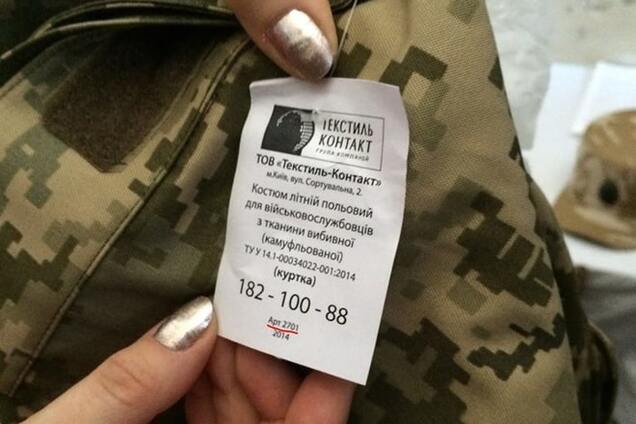 ТЕКСТИЛЬ
КОНТАКТ
ГРУПА КОМПАНІЙ
ТОВ «Текстиль-Контакт»
м.Київ, вул. Сортувальна, 2.
Костюм літній польовий
для військовослужбовців
з тканини вибивної
(камуфльованої)
ТУ У 14.1-00034022-001:2014
(куртка)
182 - 100 - 88
Арт 2701
2014